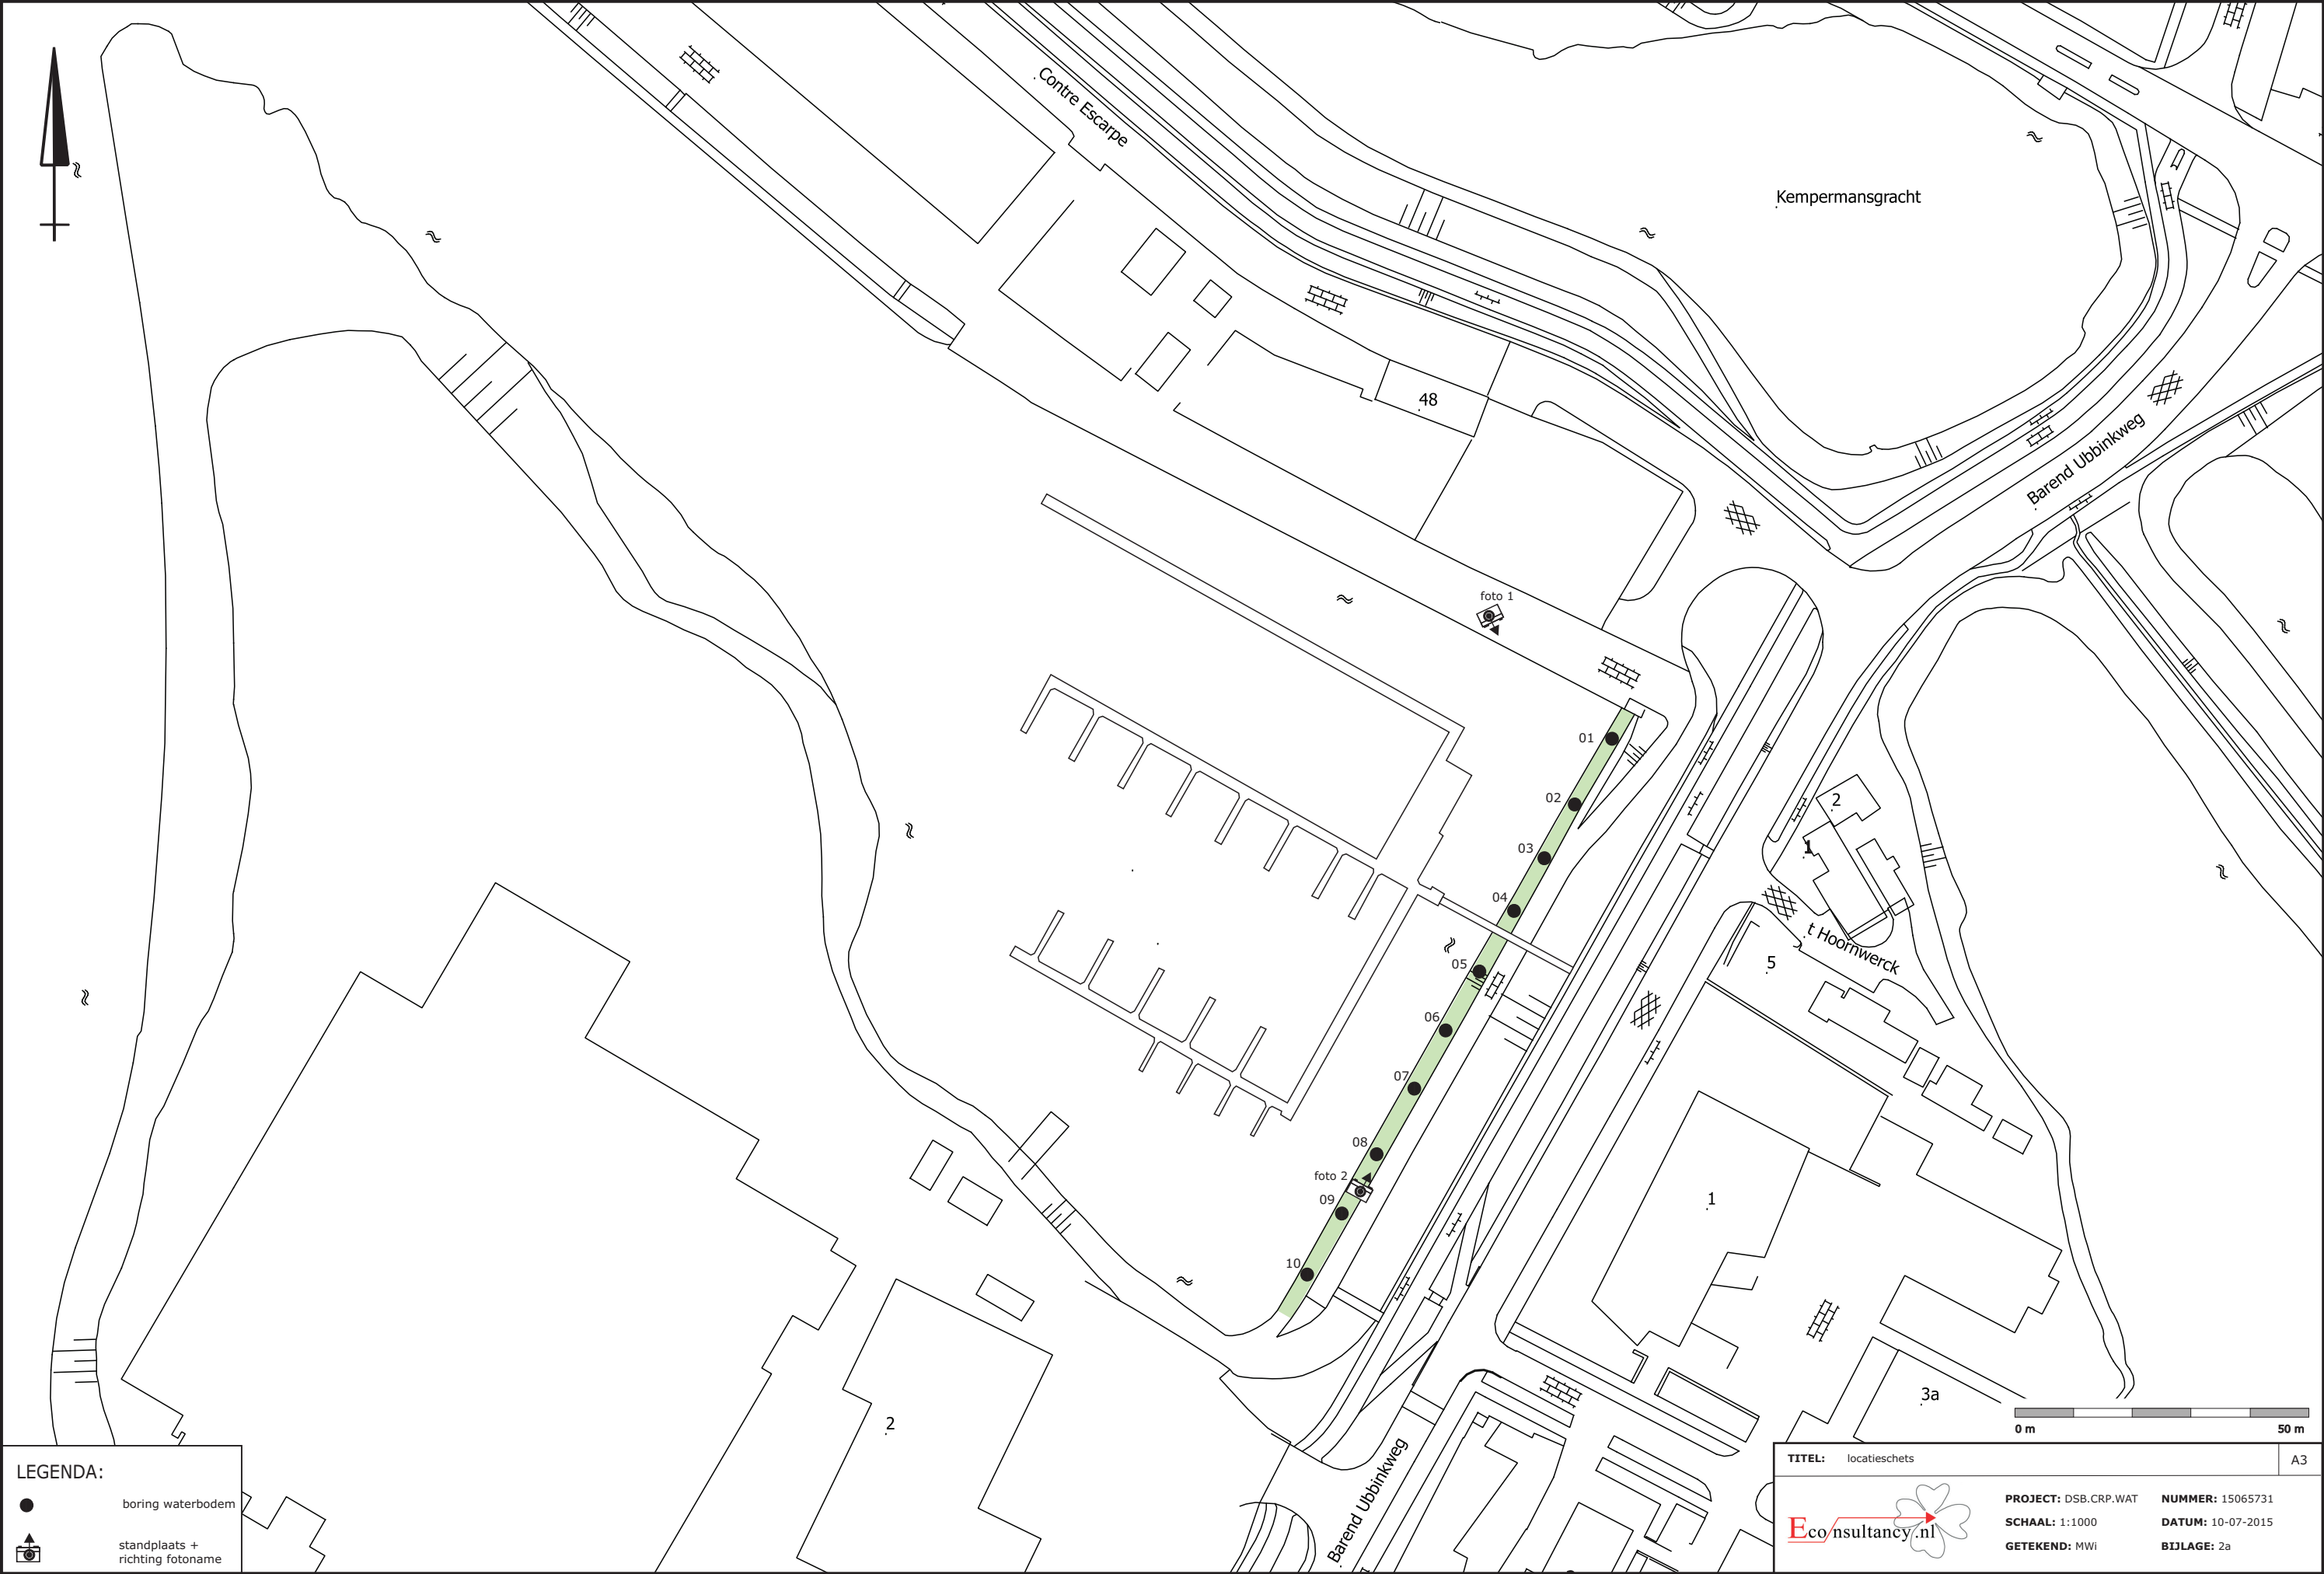 Contre Escarpe
Kempermansgracht
48
Barend Ubbinkweg
foto 1
01
02
03
04
05
06
07
08
foto 2
09
10
2
1
t Hoornwerck
5
1
3a
2
Barend Ubbinkweg
0 m 50 m
LEGENDA:
boring waterbodem
standplaats +
richting fotoname
TITEL: locatieschets A3
Econsultancy.nl
PROJECT: DSB.CRP.WAT NUMMER: 15065731
SCHAAL: 1:1000 DATUM: 10-07-2015
GETEKEND: MWi BIJLAGE: 2a